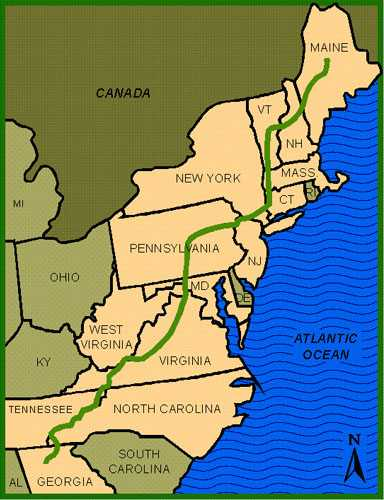 MAINE
CANADA
VT
NH
MASS
NEW YORK
CT
RI
MI
PENNSYLVANIA
OHIO
NJ
MD
DE
WEST
VIRGINIA
ATLANTIC
OCEAN
KY
VIRGINIA
TENNESSEE
NORTH CAROLINA
SOUTH
CAROLINA
N
AL
GEORGIA